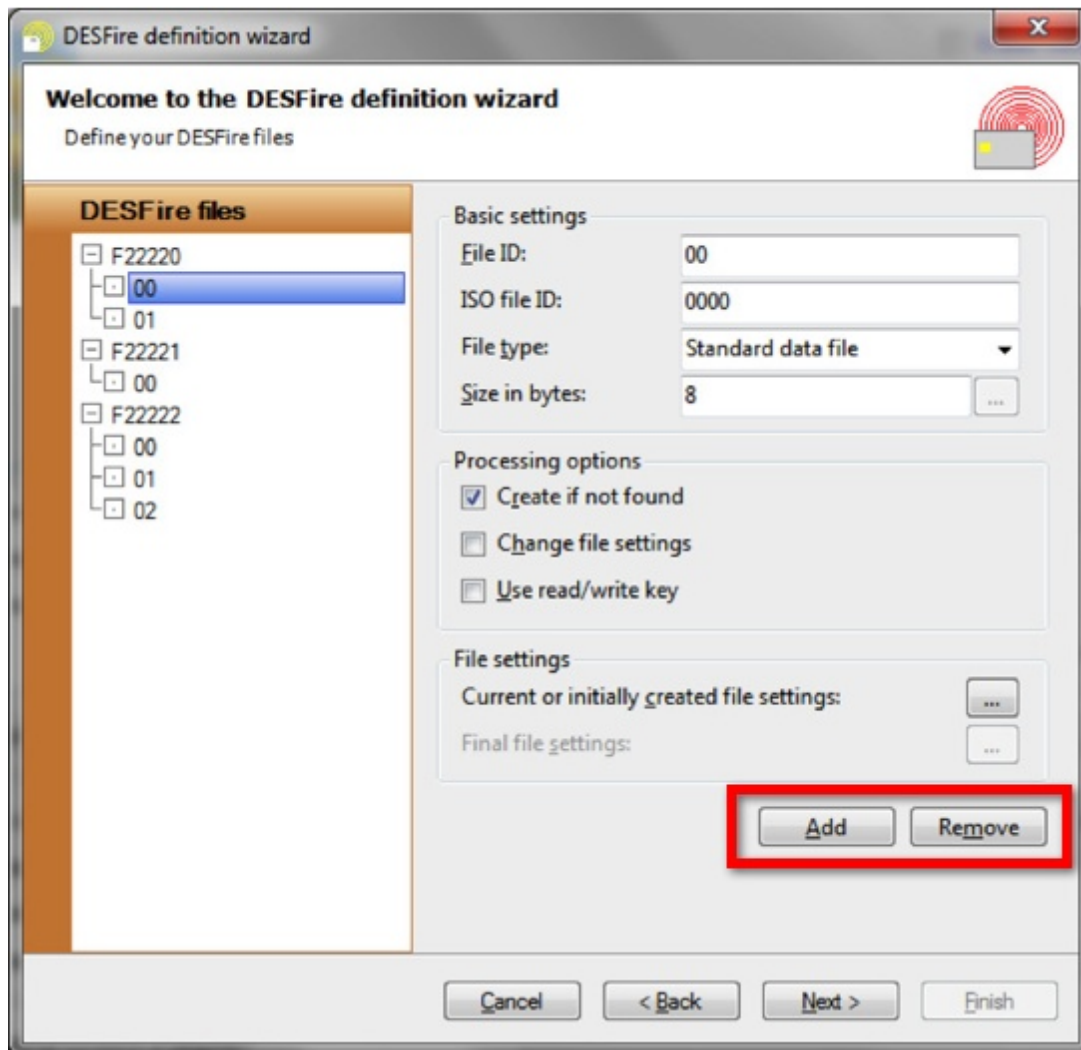 DESFire definition wizard
Welcome to the DESFire definition wizard
Define your DESFire files
DESFire files
F22220
00
01
F22221
00
F22222
00
01
02
Basic settings
File ID: 00
ISO file ID: 0000
File type: Standard data file
Size in bytes: 8 ...
Processing options
Create if not found
Change file settings
Use read/write key
File settings
Current or initially created file settings: ...
Final file settings: ...
Add Remove
Cancel < Back Next > Finish